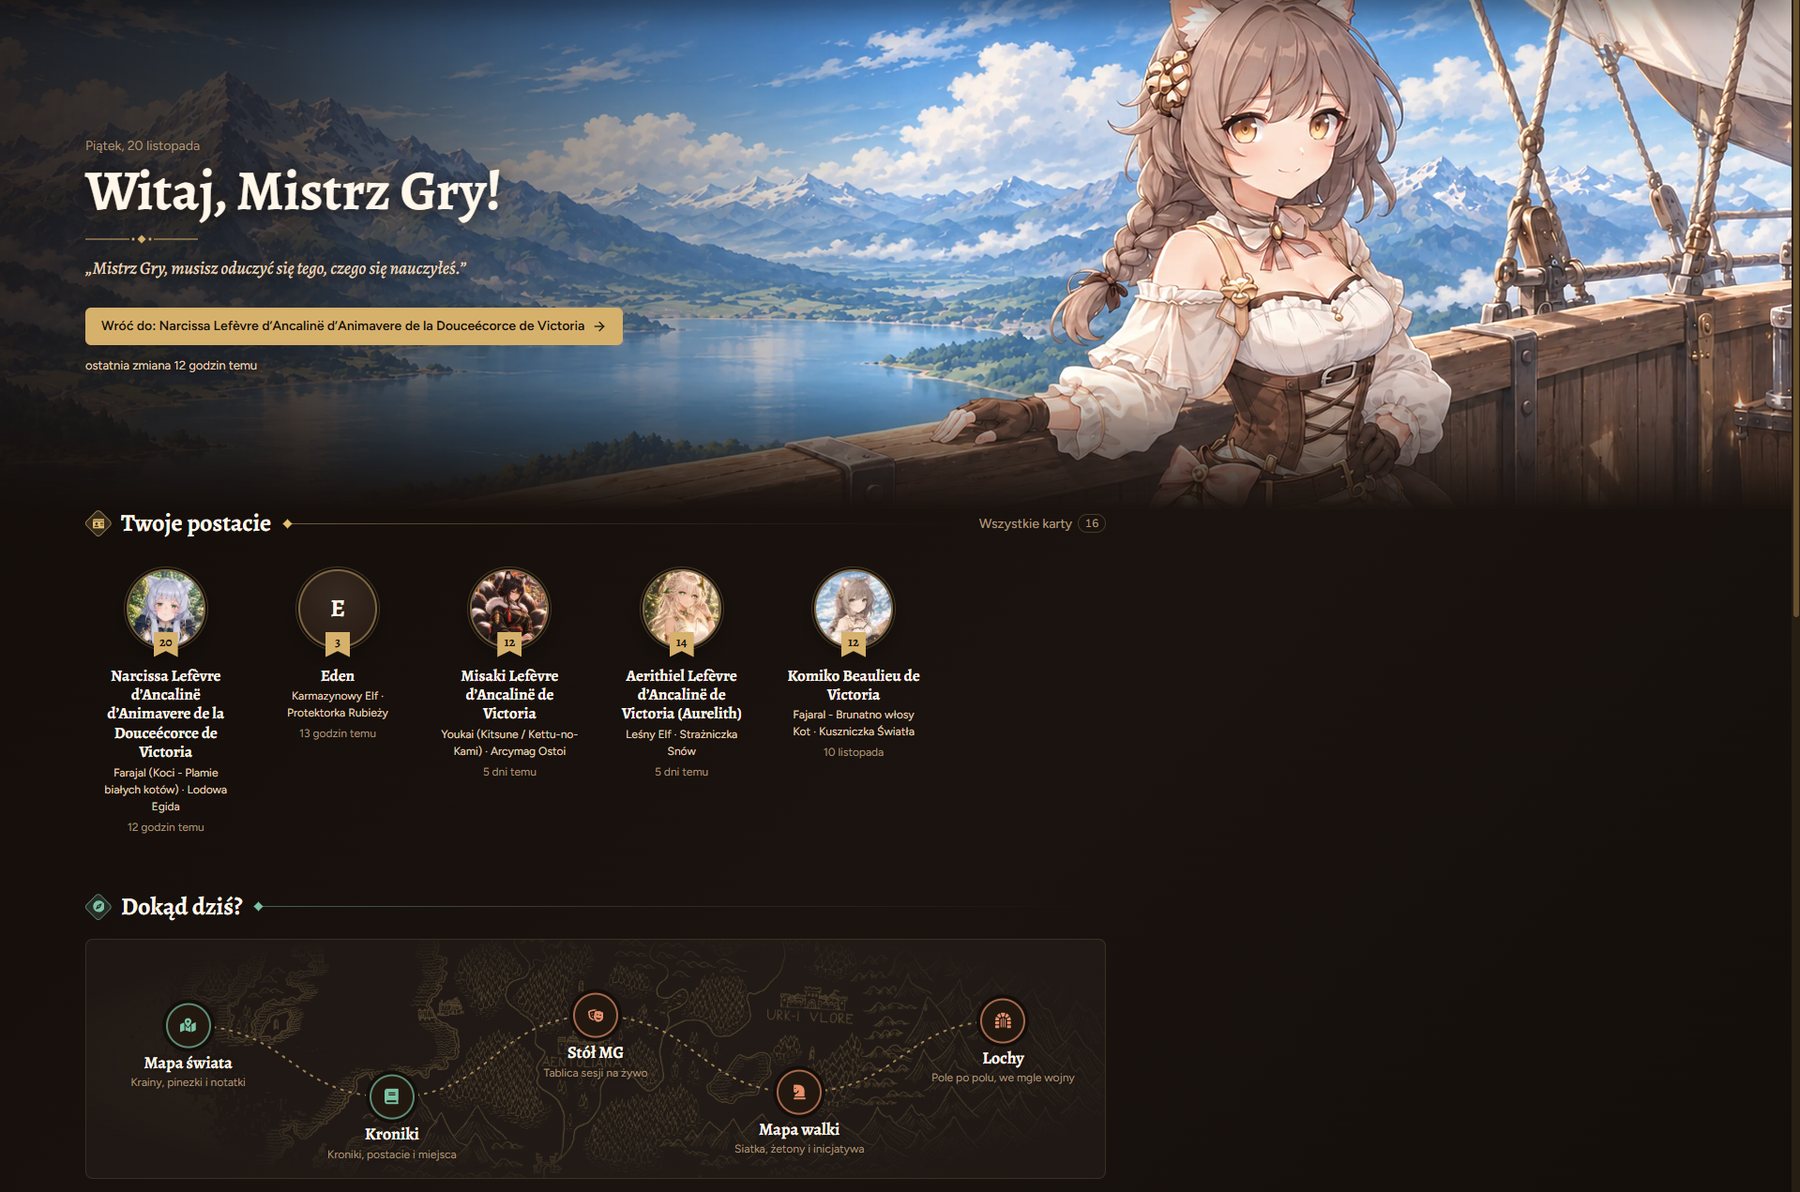 Piątek, 20 listopada
Witaj, Mistrz Gry!
„Mistrz Gry, musisz oduczyć się tego, czego się nauczyłeś.”
Wróć do: Narcissa Lefèvre d’Ancalinë d’Animavere de la Douceécorce de Victoria →
ostatnia zmiana 12 godzin temu
Twoje postacie
Wszystkie karty 16
20
Narcissa Lefèvre
d’Ancalinë
d’Animavere de la
Douceécorce de
Victoria
Farajal (Koci - Plamie
białych kotów) · Lodowa
Egida
12 godzin temu
E
3
Eden
Karmazynowy Elf ·
Protektorka Rubieży
13 godzin temu
12
Misaki Lefèvre
d’Ancalinë de
Victoria
Youkai (Kitsune / Kettu-no-
Kami) · Arcymag Ostoi
5 dni temu
14
Aerithiel Lefèvre
d’Ancalinë de
Victoria (Aurelith)
Leśny Elf · Strażniczka
Snów
5 dni temu
12
Komiko Beaulieu de
Victoria
Fajaral - Brunatno włosy
Kot · Kuszniczka Światła
10 listopada
Dokąd dziś?
Mapa świata
Krainy, pinezki i notatki
Kroniki
Kroniki, postacie i miejsca
Stół MG
Tablica sesji na żywo
URK-I VLORE
Mapa walki
Siatka, żetony i inicjatywa
Lochy
Pole po polu, we mgle wojny